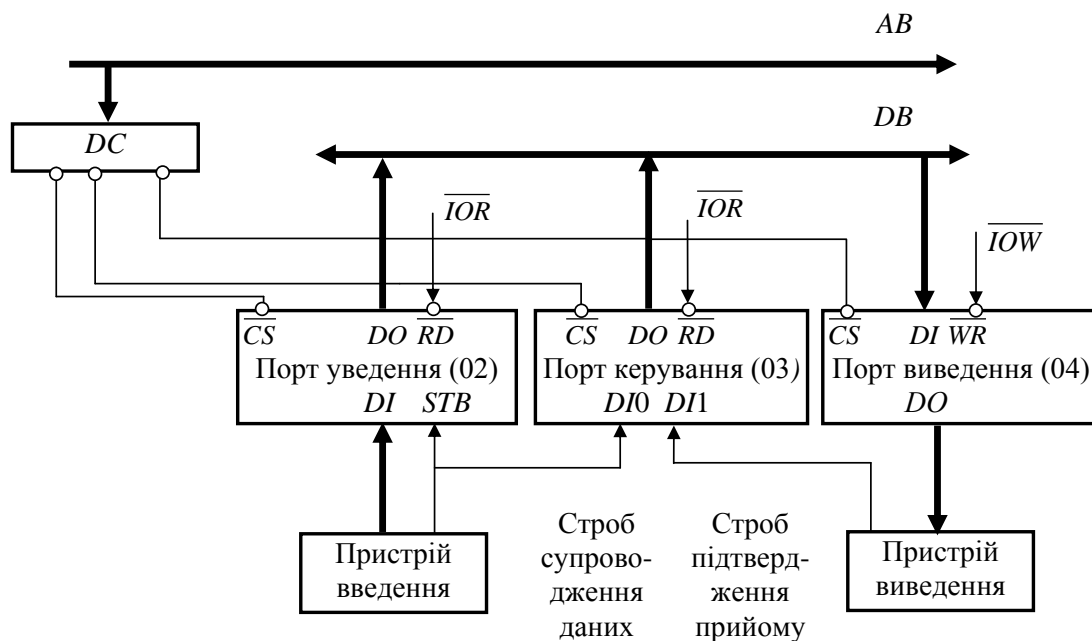 AB
DC
DB
IOR
IOR
IOW
CS DO RD
Порт уведення (02)
DI STB
CS DO RD
Порт керування (03)
DI0 DI1
CS DI WR
Порт виведення (04)
DO
Пристрій
введення
Строб
супрово-
дження
даних
Строб
підтверд-
ження
прийому
Пристрій
виведення